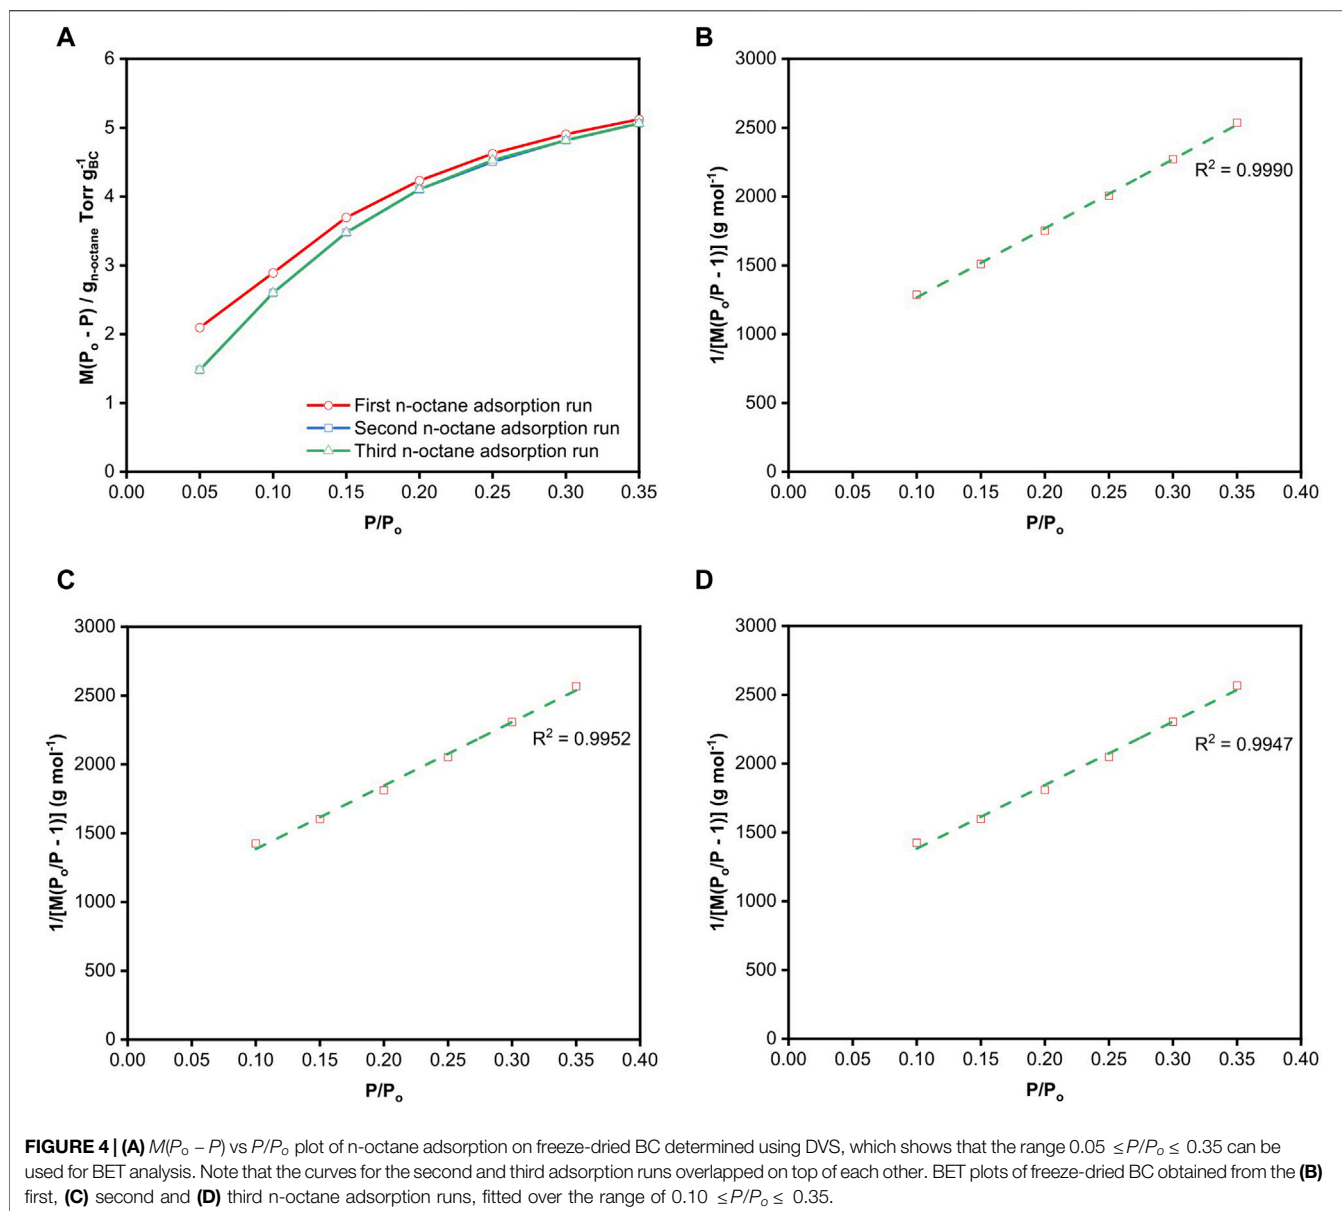 A
6
5
4
3
2
1
0
M(Pₒ - P) / gₙ₋ₒcₜₐₙₑ Torr g⁻¹BC
First n-octane adsorption run
Second n-octane adsorption run
Third n-octane adsorption run
0.00 0.05 0.10 0.15 0.20 0.25 0.30 0.35
P/Pₒ
B
3000
2500
2000
1500
1000
500
0
1/[M(Pₒ/P - 1)] (g mol⁻¹)
R² = 0.9990
0.00 0.05 0.10 0.15 0.20 0.25 0.30 0.35 0.40
P/Pₒ
C
3000
2500
2000
1500
1000
500
0
1/[M(Pₒ/P - 1)] (g mol⁻¹)
R² = 0.9952
0.00 0.05 0.10 0.15 0.20 0.25 0.30 0.35 0.40
P/Pₒ
D
3000
2500
2000
1500
1000
500
0
1/[M(Pₒ/P - 1)] (g mol⁻¹)
R² = 0.9947
0.00 0.05 0.10 0.15 0.20 0.25 0.30 0.35 0.40
P/Pₒ
FIGURE 4 | (A) M(Pₒ – P) vs P/Pₒ plot of n-octane adsorption on freeze-dried BC determined using DVS, which shows that the range 0.05 ≤ P/Pₒ ≤ 0.35 can be
used for BET analysis. Note that the curves for the second and third adsorption runs overlapped on top of each other. BET plots of freeze-dried BC obtained from the (B)
first, (C) second and (D) third n-octane adsorption runs, fitted over the range of 0.10 ≤ P/Pₒ ≤ 0.35.